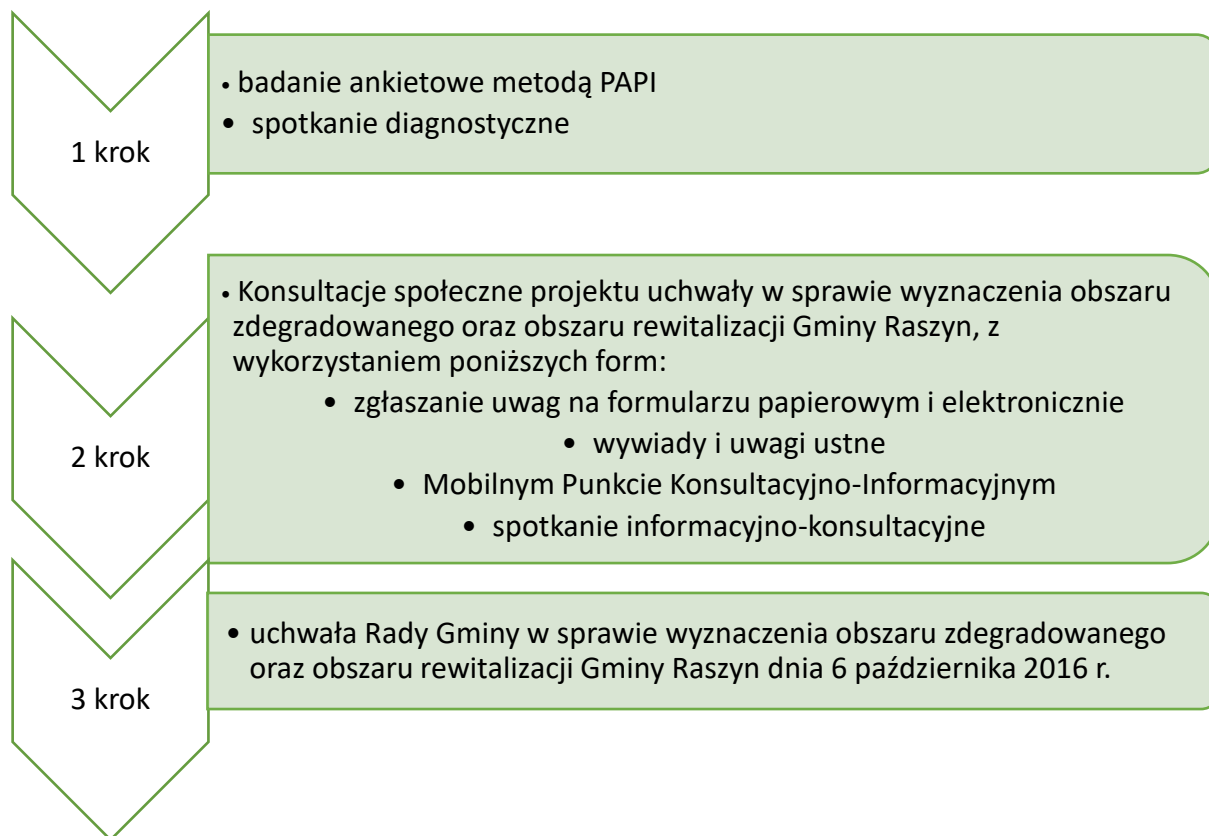 1 krok
• badanie ankietowe metodą PAPI
• spotkanie diagnostyczne
2 krok
• Konsultacje społeczne projektu uchwały w sprawie wyznaczenia obszaru
zdegradowanego oraz obszaru rewitalizacji Gminy Raszyn, z
wykorzystaniem poniższych form:
• zgłaszanie uwag na formularzu papierowym i elektronicznie
• wywiady i uwagi ustne
• Mobilnym Punkcie Konsultacyjno-Informacyjnym
• spotkanie informacyjno-konsultacyjne
3 krok
• uchwała Rady Gminy w sprawie wyznaczenia obszaru zdegradowanego
oraz obszaru rewitalizacji Gminy Raszyn dnia 6 października 2016 r.